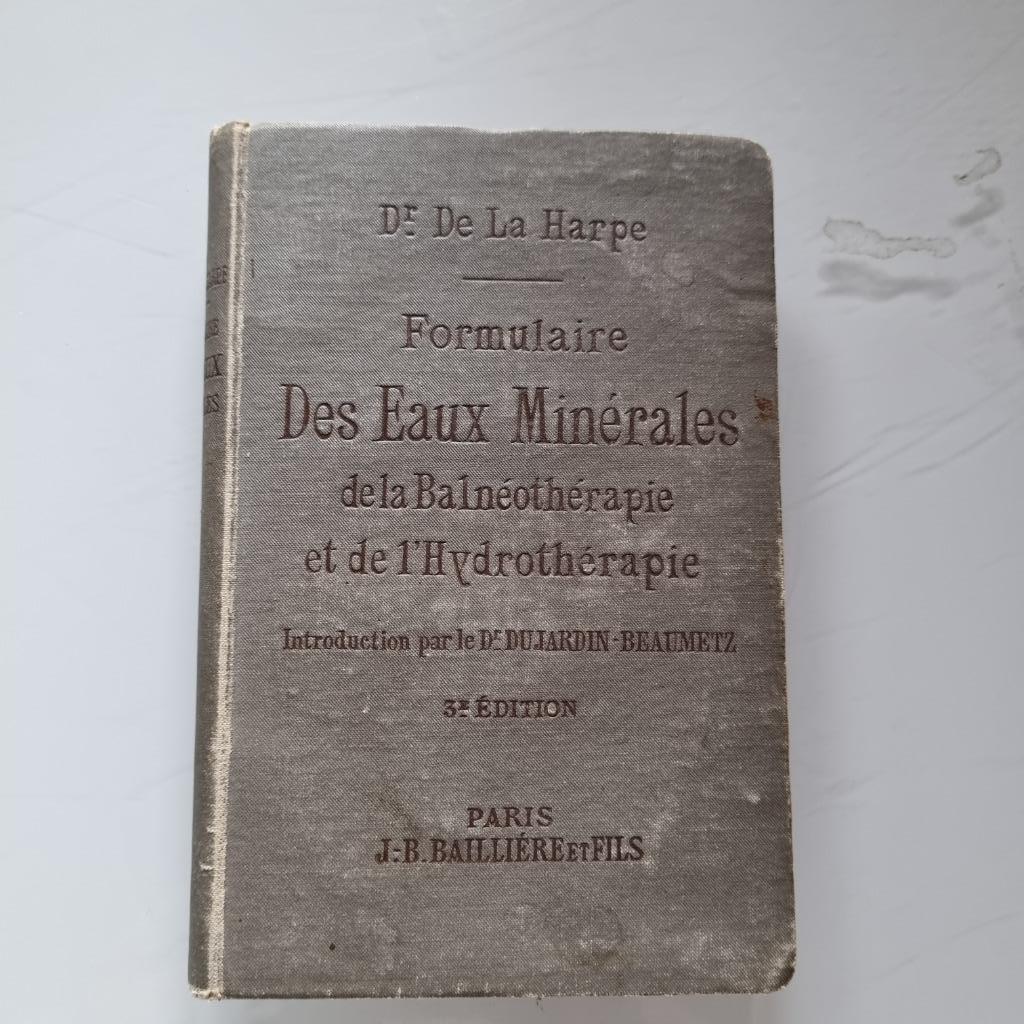 Dr De La Harpe
Formulaire
Des Eaux Minérales
de la Balnéothérapie
et de l'Hydrothérapie
Introduction par le Dr DUJARDIN-BEAUMETZ
3e ÉDITION
PARIS
J.-B. BAILLIÉRE ET FILS